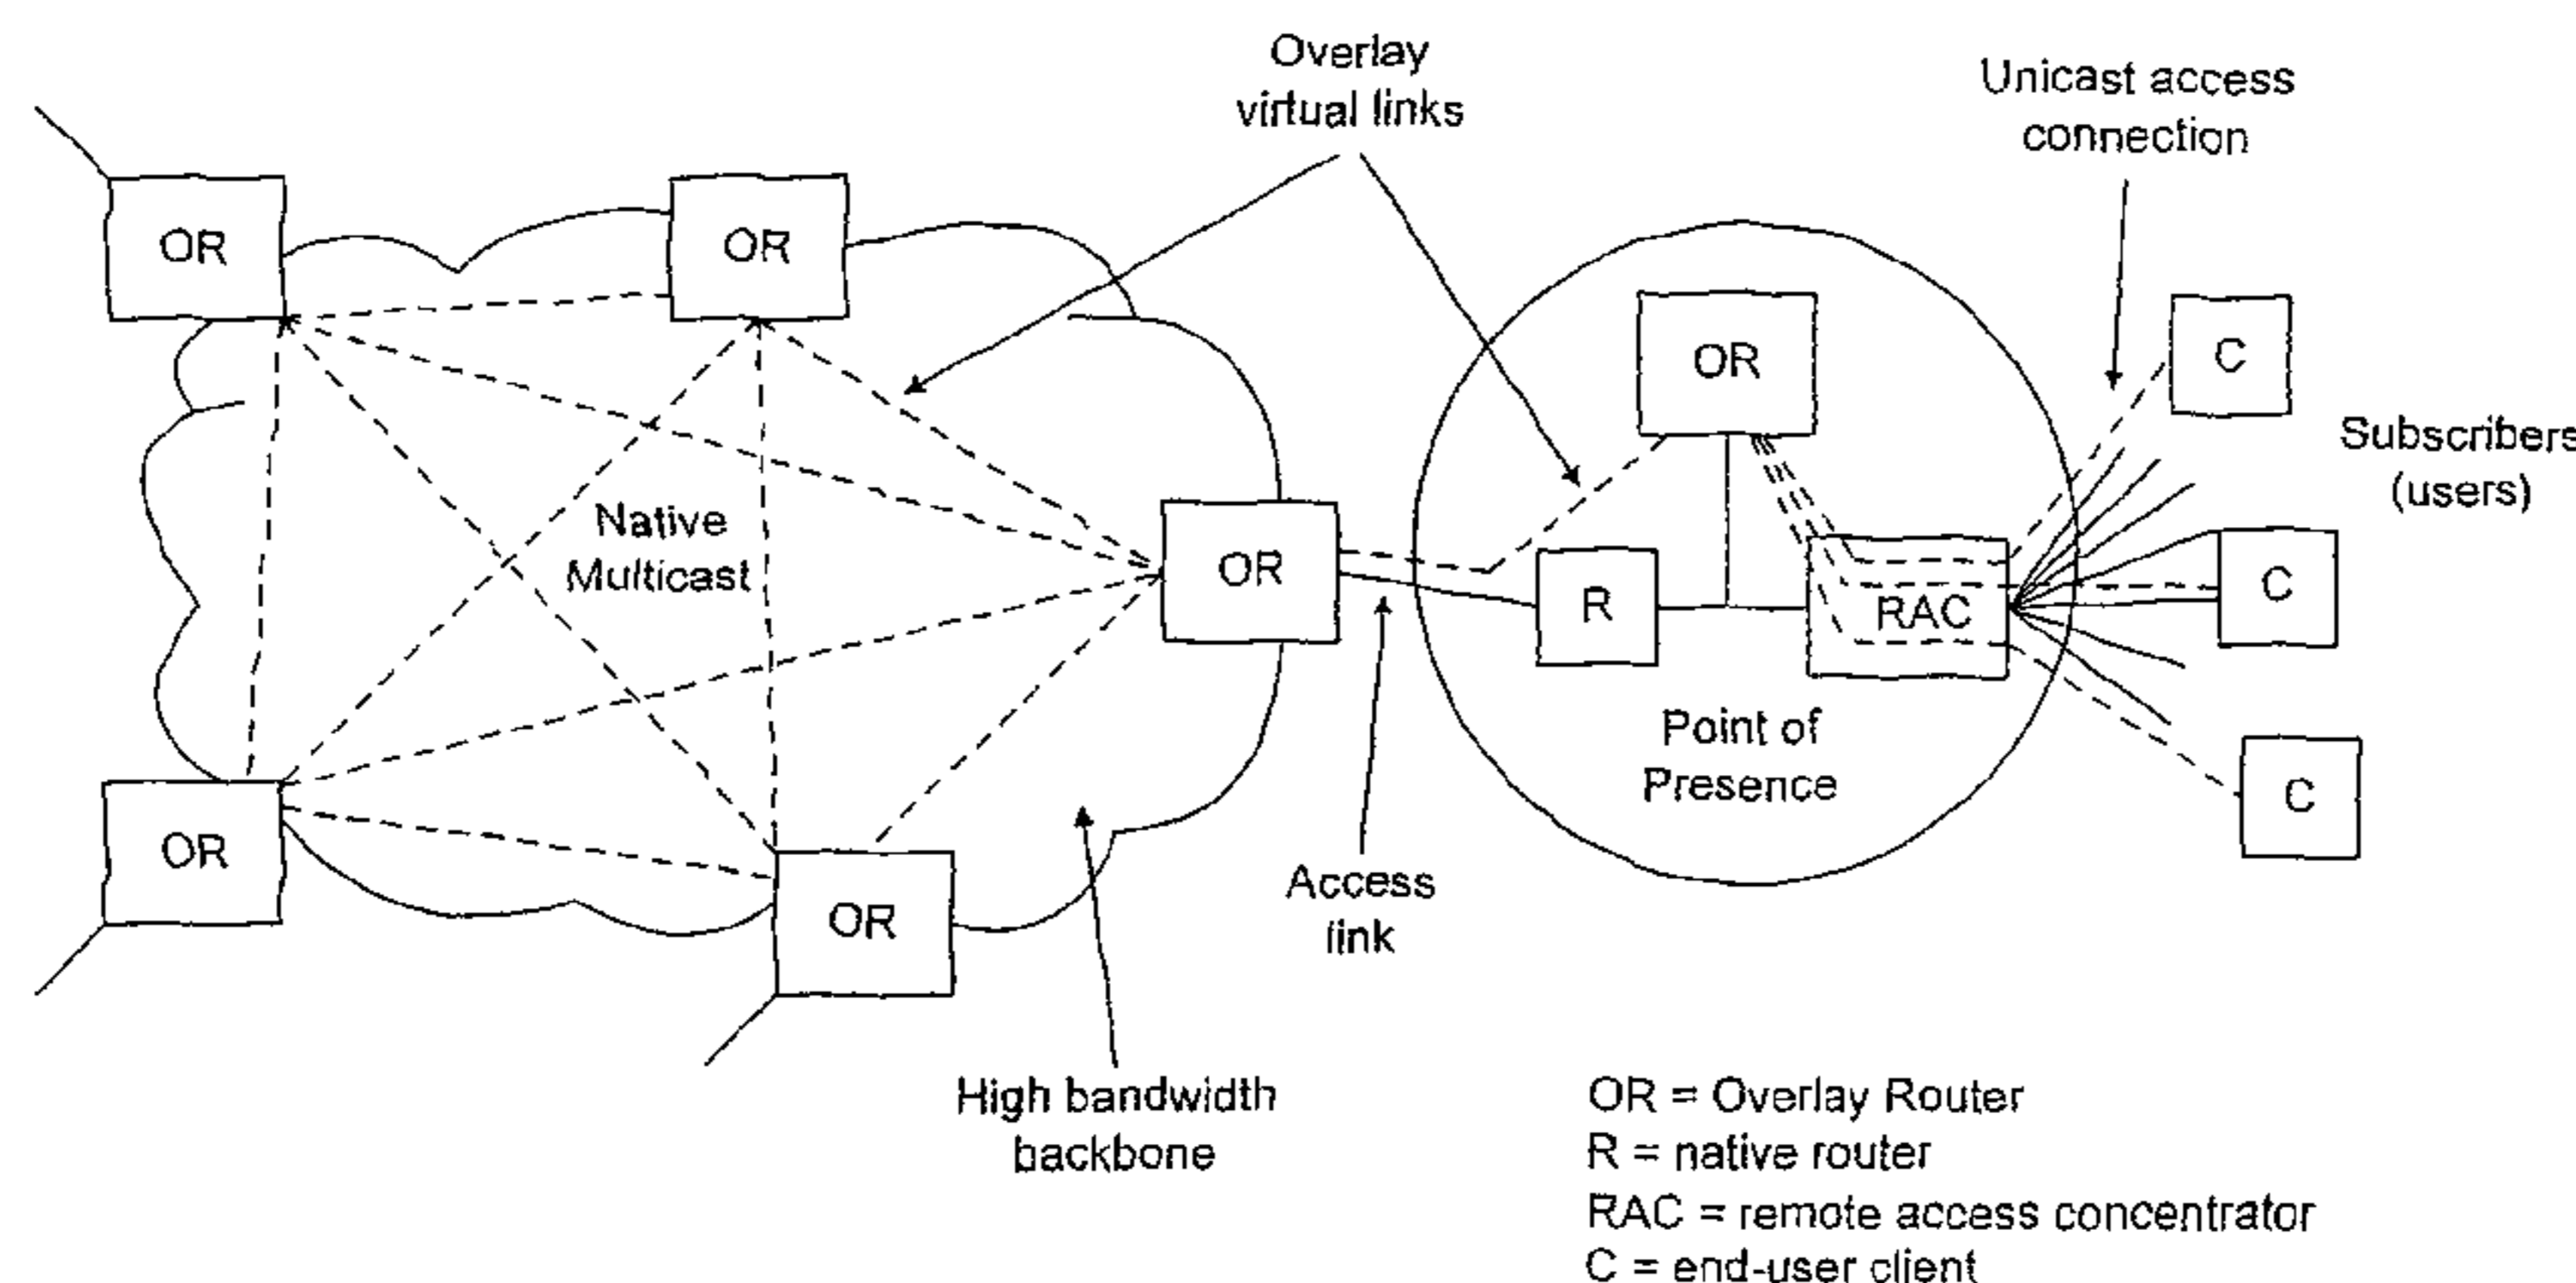 Overlay
virtual links
Unicast access
connection
OR
OR
OR
C
Subscribers
(users)
Native
Multicast
OR
R
RAC
C
Point of
Presence
C
OR
OR
Access
link
High bandwidth
backbone
OR = Overlay Router
R = native router
RAC = remote access concentrator
C = end-user client